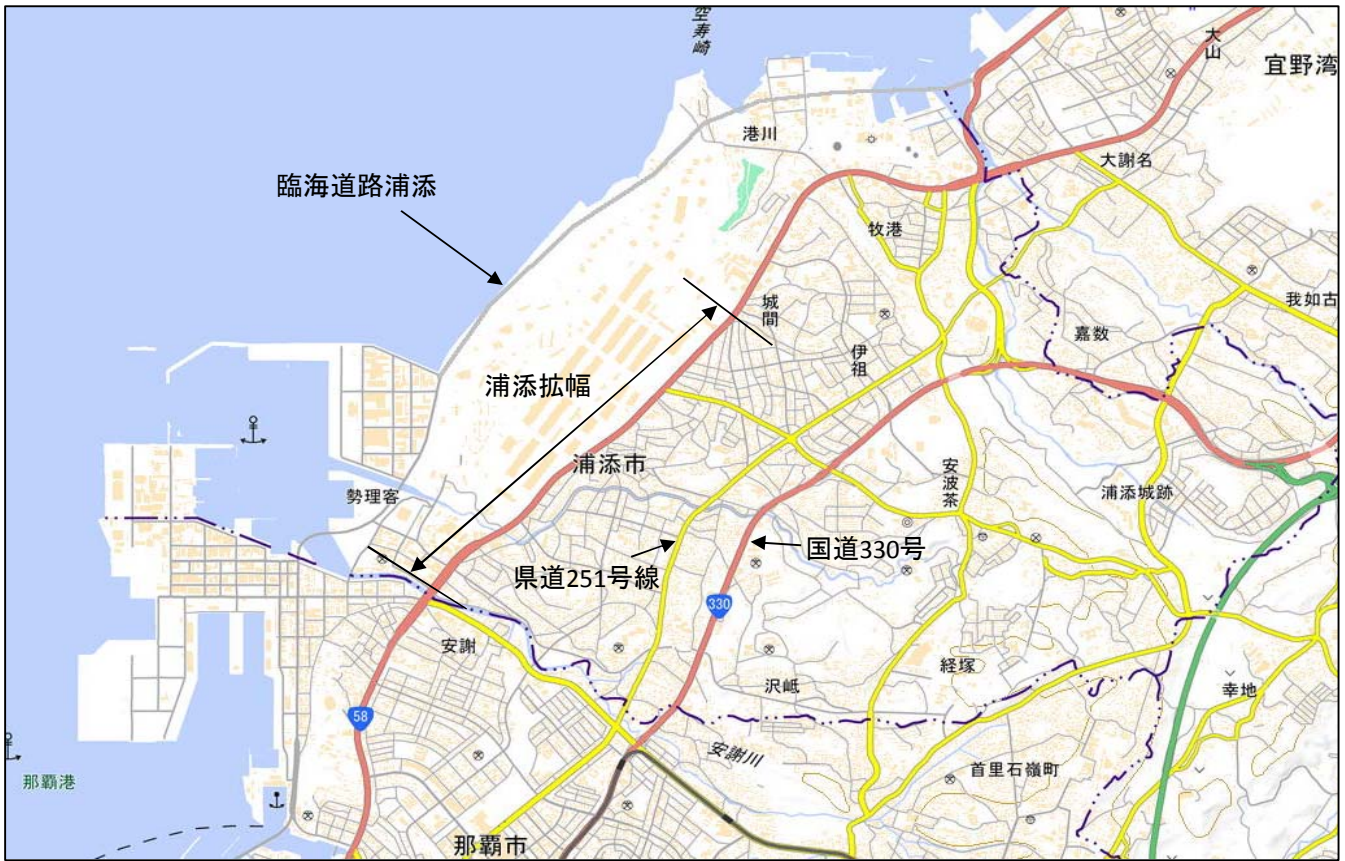 空寿崎
大山
宜野湾
港川
大謝名
臨海道路浦添
牧港
城間
我如古
嘉数
伊祖
浦添拡幅
浦添市
安波茶
浦添城跡
勢理客
国道330号
県道251号線
330
安謝
経塚
沢岻
幸地
58
安謝川
首里石嶺町
那覇港
那覇市